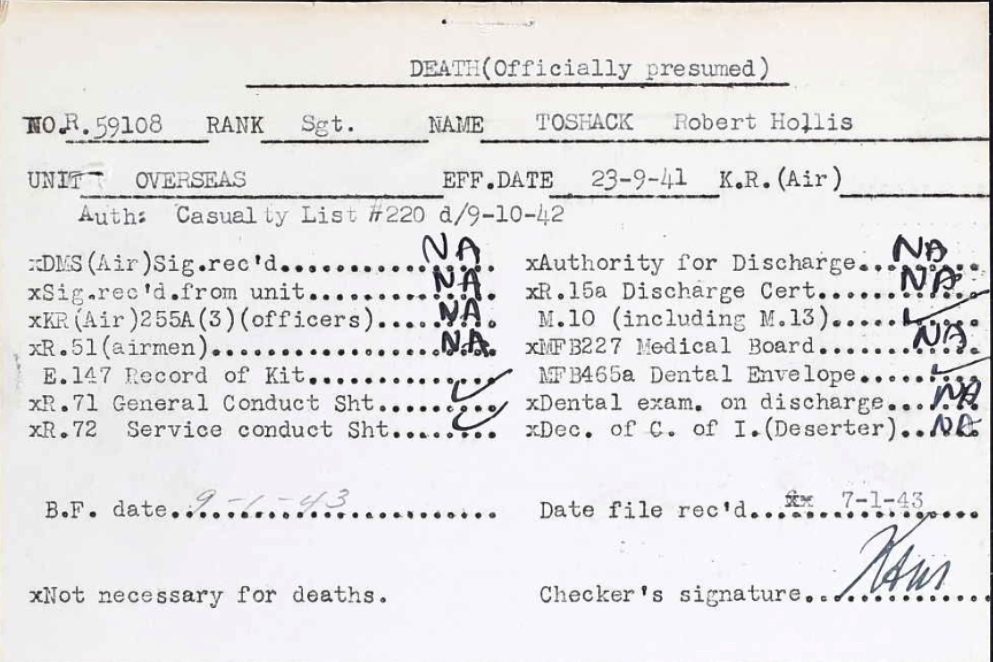 DEATH(Officially presumed)
NO.R.59108 RANK Sgt. NAME TOSHACK Robert Hollis
UNIT OVERSEAS EFF.DATE 23-9-41 K.R.(Air)
Auth: Casualty List #220 d/9-10-42
xDMS(Air)Sig.rec'd.................. NA xAuthority for Discharge.......... NA
xSig.rec'd.from unit................ NA xR.15a Discharge Cert............. NA
xKR(Air)255A(3)(officers).......... NA M.10 (including M.13)............. ✓
xR.51(airmen)....................... NA xMFB227 Medical Board............. NA
E.147 Record of Kit................ ✓ MFB465a Dental Envelope........... ✓
xR.71 General Conduct Sht.......... ✓ xDental exam. on discharge........ NA
xR.72 Service conduct Sht......... ✓ xDec. of C. of I.(Deserter)....... NA
B.F. date 9-1-43 Date file rec'd.... xx 7-1-43
xNot necessary for deaths. Checker's signature..............